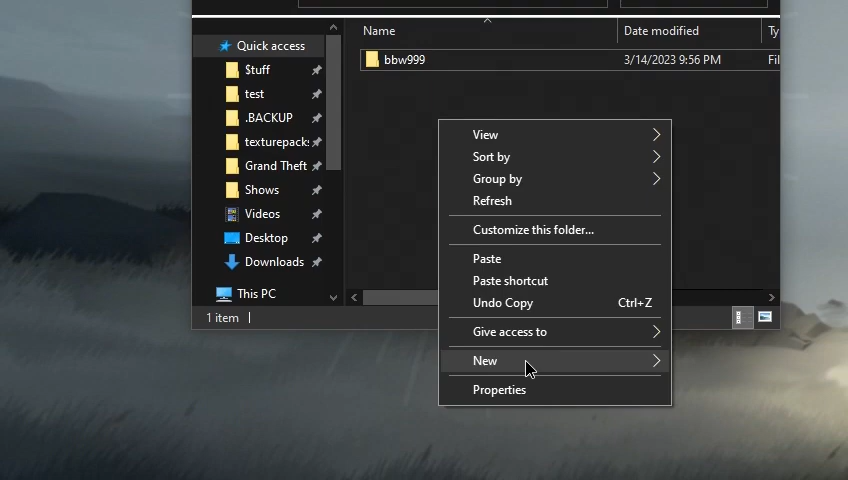 Name
Date modified
Ty
Quick access
bbw999
3/14/2023 9:56 PM
Fil
$tuff
test
.BACKUP
texturepack
Grand Theft
Shows
Videos
Desktop
Downloads
This PC
1 item
View
Sort by
Group by
Refresh
Customize this folder...
Paste
Paste shortcut
Undo Copy Ctrl+Z
Give access to
New
Properties